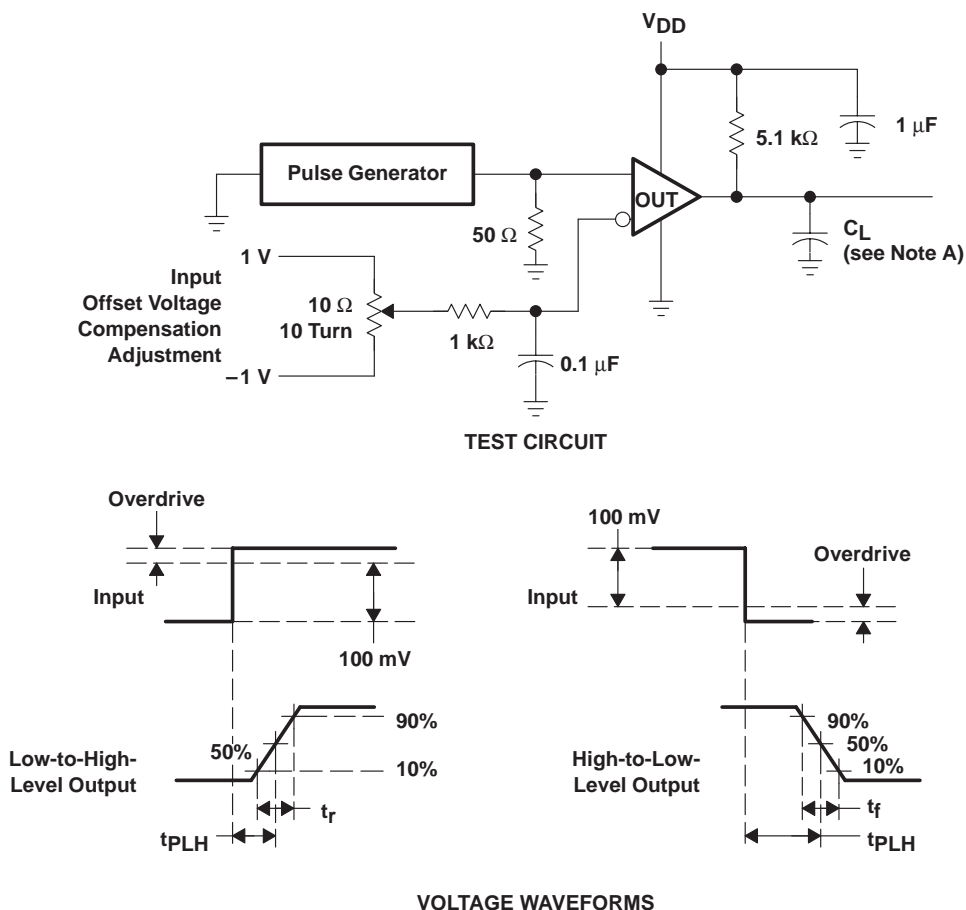 VDD
5.1 kΩ
1 µF
Pulse Generator
OUT
50 Ω
CL
(see Note A)
1 V
Input
Offset Voltage
Compensation
Adjustment
10 Ω
10 Turn
1 kΩ
0.1 µF
−1 V
TEST CIRCUIT
Overdrive
Input
100 mV
100 mV
Overdrive
Input
Low-to-High-
Level Output
50%
90%
10%
tr
tPLH
High-to-Low-
Level Output
90%
50%
10%
tf
tPLH
VOLTAGE WAVEFORMS